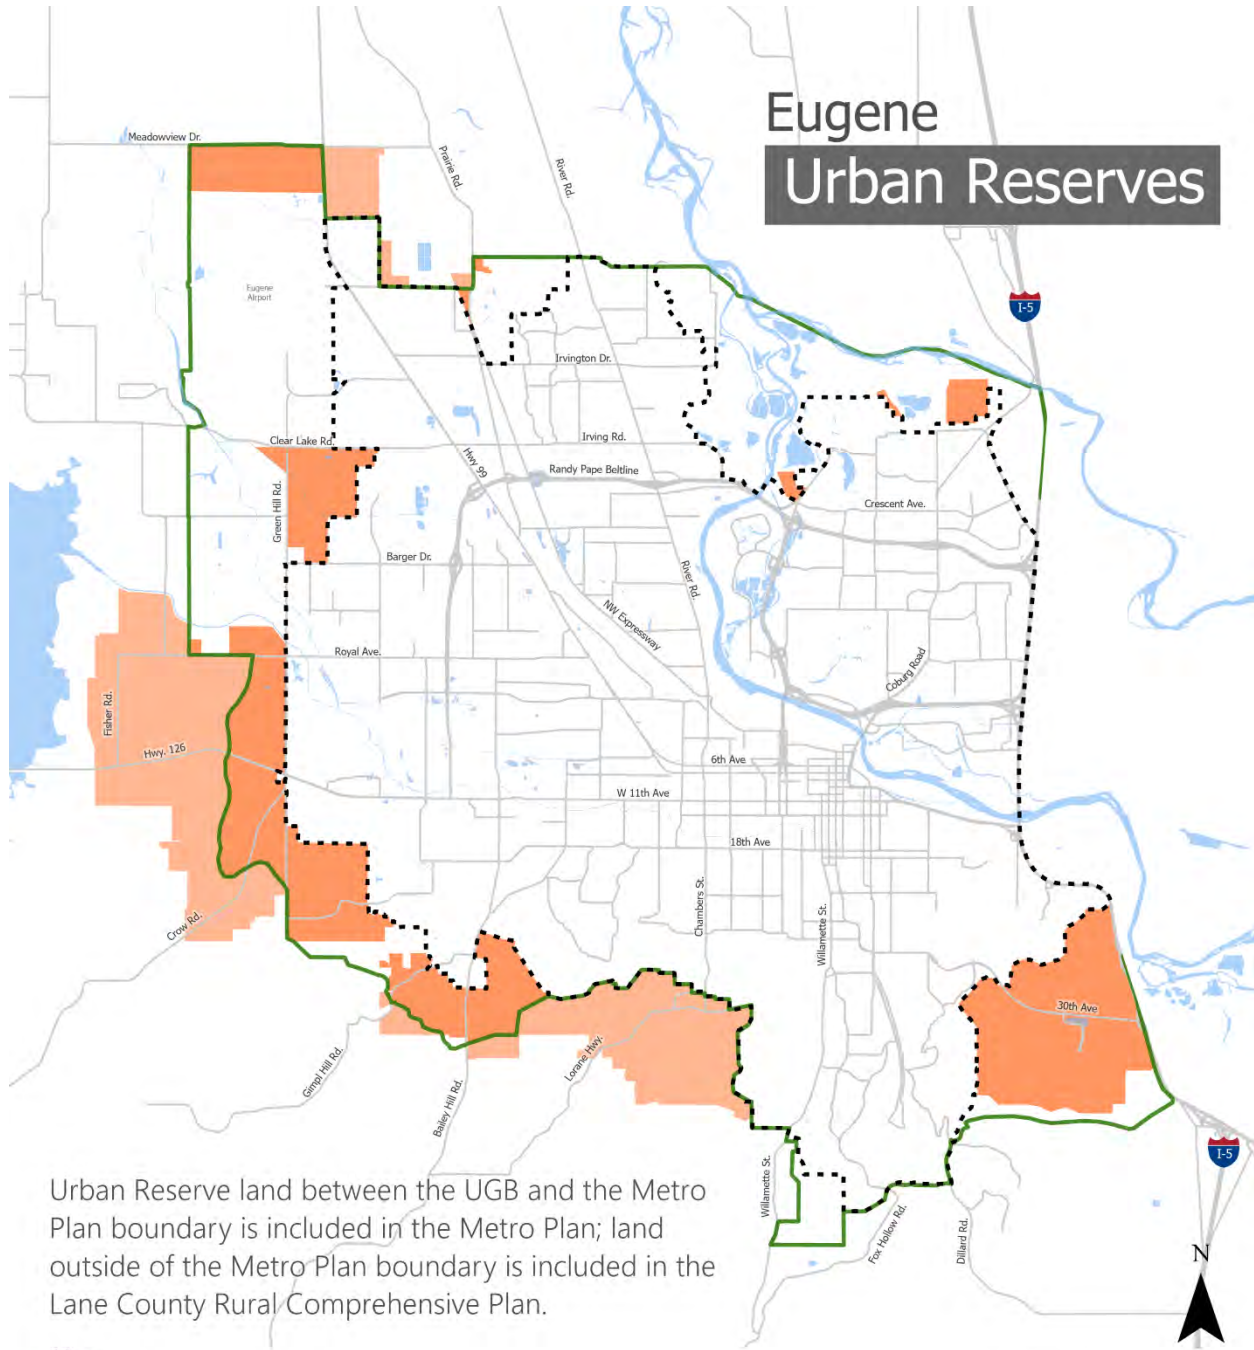 Eugene
Urban Reserves
Meadowview Dr.
Prairie Rd.
River Rd.
Eugene
Airport
I-5
Irvington Dr.
Clear Lake Rd.
Irving Rd.
Hwy 99
Randy Pape Beltline
Green Hill Rd.
Crescent Ave.
Barger Dr.
River Rd.
NW Expressway
Royal Ave.
Coburg Road
Fisher Rd.
Hwy. 126
6th Ave
W 11th Ave
18th Ave
Chambers St.
Willamette St.
Crow Rd.
30th Ave
Gimpl Hill Rd.
Lorane Hwy.
Bailey Hill Rd.
I-5
Willamette St.
Fox Hollow Rd.
Dillard Rd.
Urban Reserve land between the UGB and the Metro
Plan boundary is included in the Metro Plan; land
outside of the Metro Plan boundary is included in the
Lane County Rural Comprehensive Plan.
N